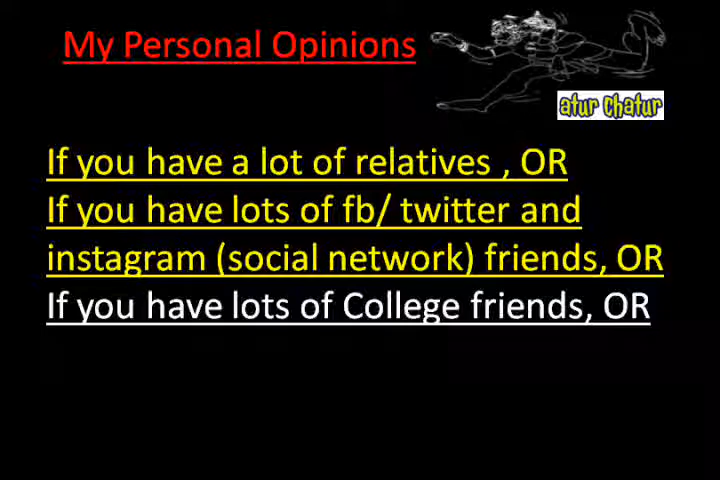 My Personal Opinions
atur chatur
If you have a lot of relatives , OR
If you have lots of fb/ twitter and
instagram (social network) friends, OR
If you have lots of College friends, OR